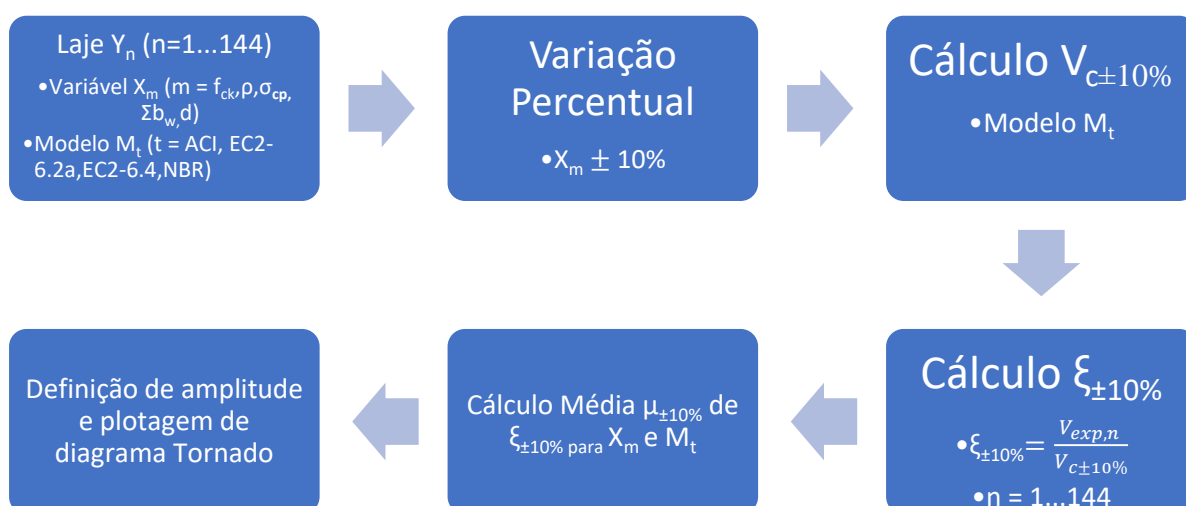 Laje Yn (n=1...144)
•Variável Xm (m = fck,ρ,σcp,
Σbw,d)
•Modelo Mt (t = ACI, EC2-
6.2a,EC2-6.4,NBR)
Variação
Percentual
•Xm ± 10%
Cálculo Vc±10%
•Modelo Mt
Cálculo ξ±10%
•ξ±10%= Vexp,n / Vc±10%
•n = 1...144
Cálculo Média μ±10% de
ξ±10% para Xm e Mt
Definição de amplitude
e plotagem de
diagrama Tornado